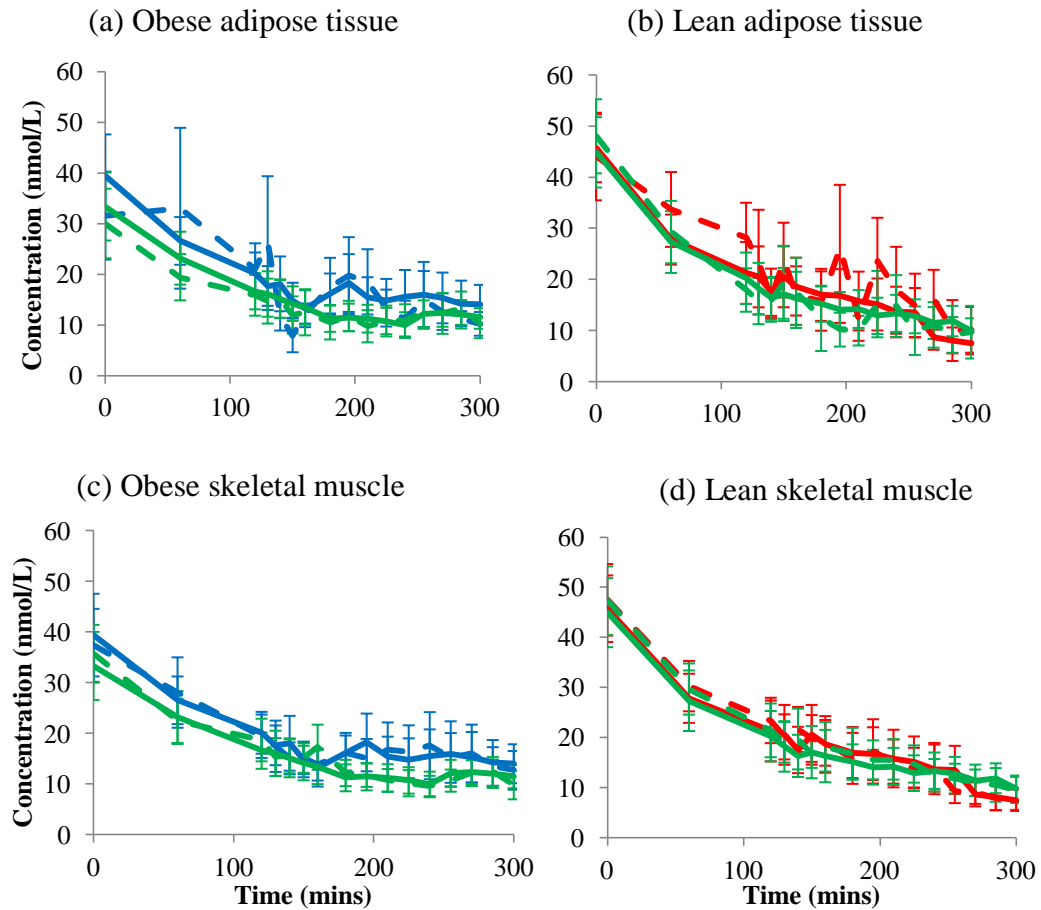 (a) Obese adipose tissue
Concentration (nmol/L)
60
50
40
30
20
10
0
0 100 200 300
(b) Lean adipose tissue
60
50
40
30
20
10
0
0 100 200 300
(c) Obese skeletal muscle
Concentration (nmol/L)
60
50
40
30
20
10
0
0 100 200 300
Time (mins)
(d) Lean skeletal muscle
60
50
40
30
20
10
0
0 100 200 300
Time (mins)